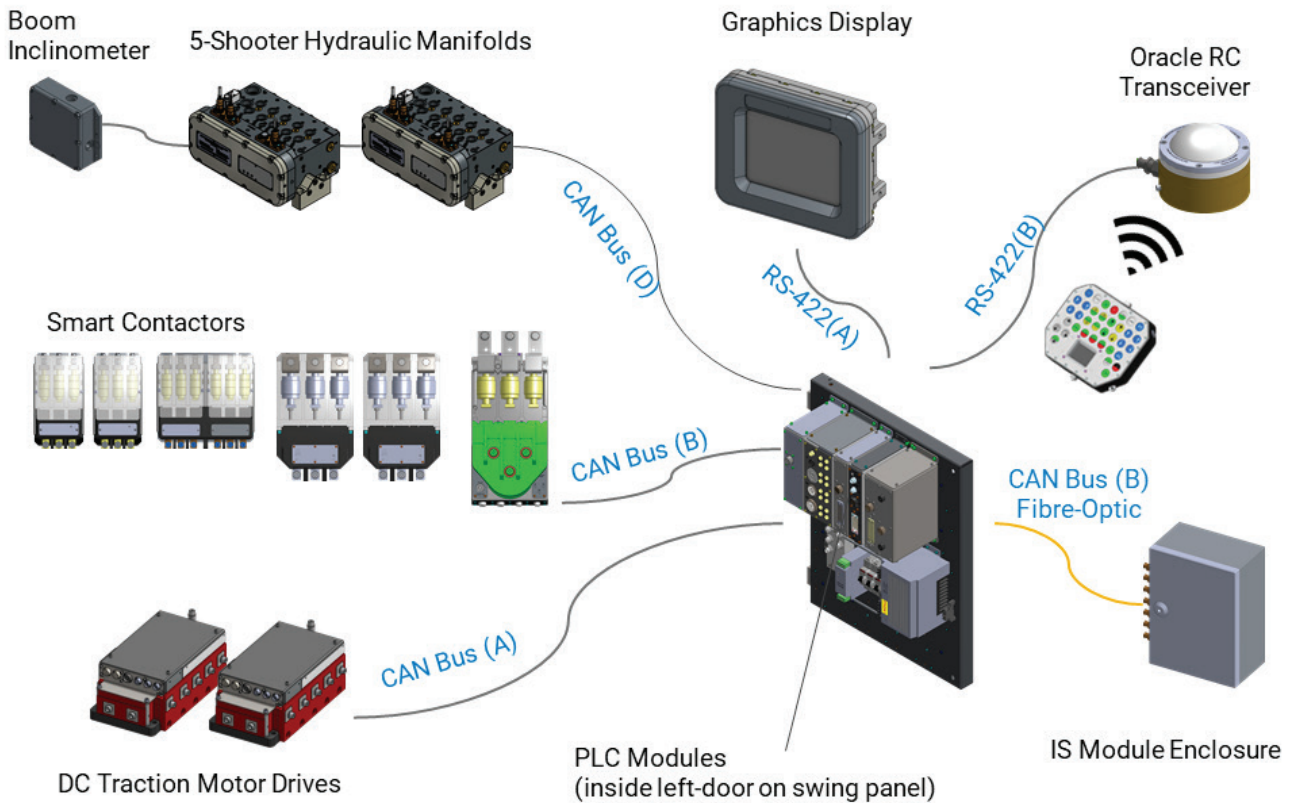 Boom
Inclinometer
5-Shooter Hydraulic Manifolds
Graphics Display
Oracle RC
Transceiver
CAN Bus (D)
RS-422(A)
RS-422(B)
Smart Contactors
CAN Bus (B)
CAN Bus (B)
Fibre-Optic
CAN Bus (A)
DC Traction Motor Drives
PLC Modules
(inside left-door on swing panel)
IS Module Enclosure